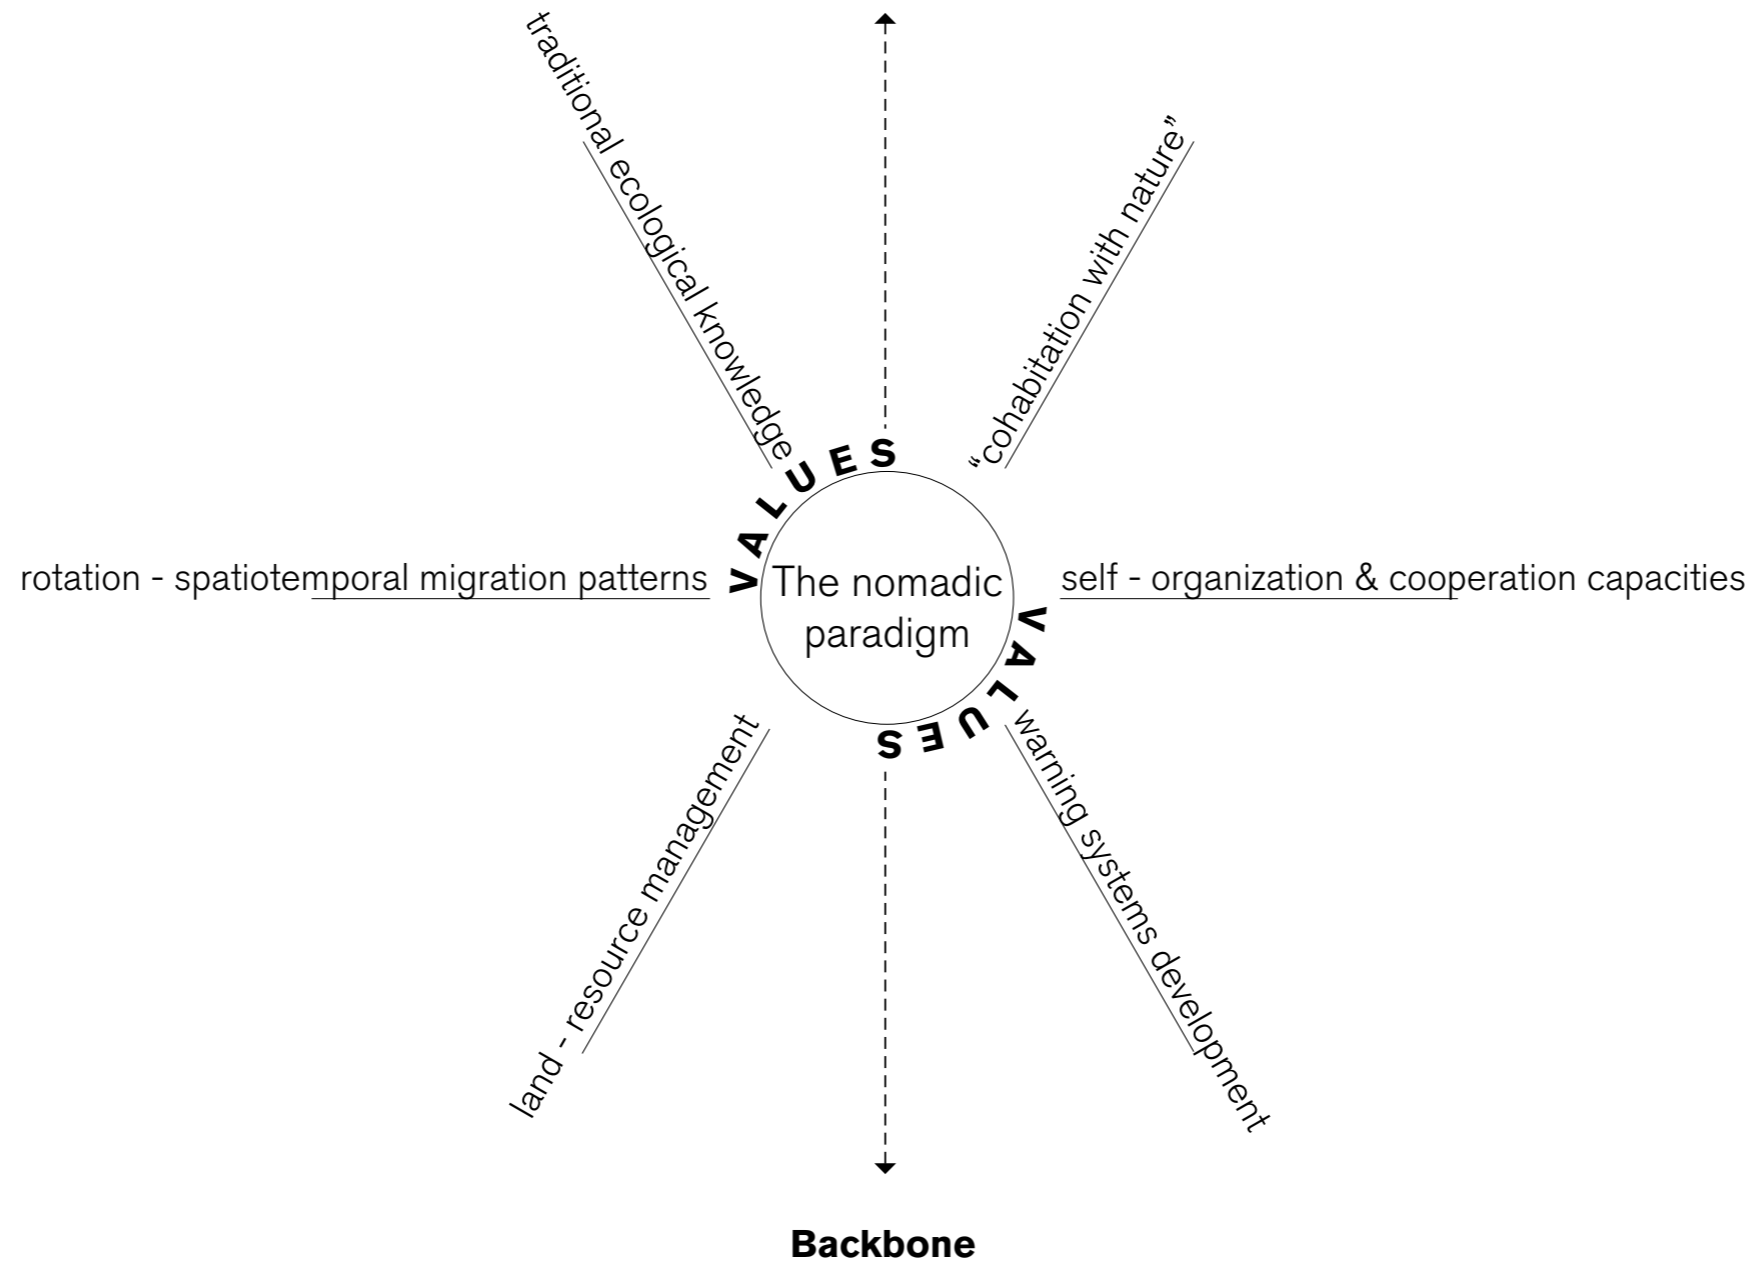 traditional ecological knowledge
“cohabitation with nature”
VALUES
rotation - spatiotemporal migration patterns
The nomadic
paradigm
self - organization & cooperation capacities
VALUES
land - resource management
warning systems development
Backbone